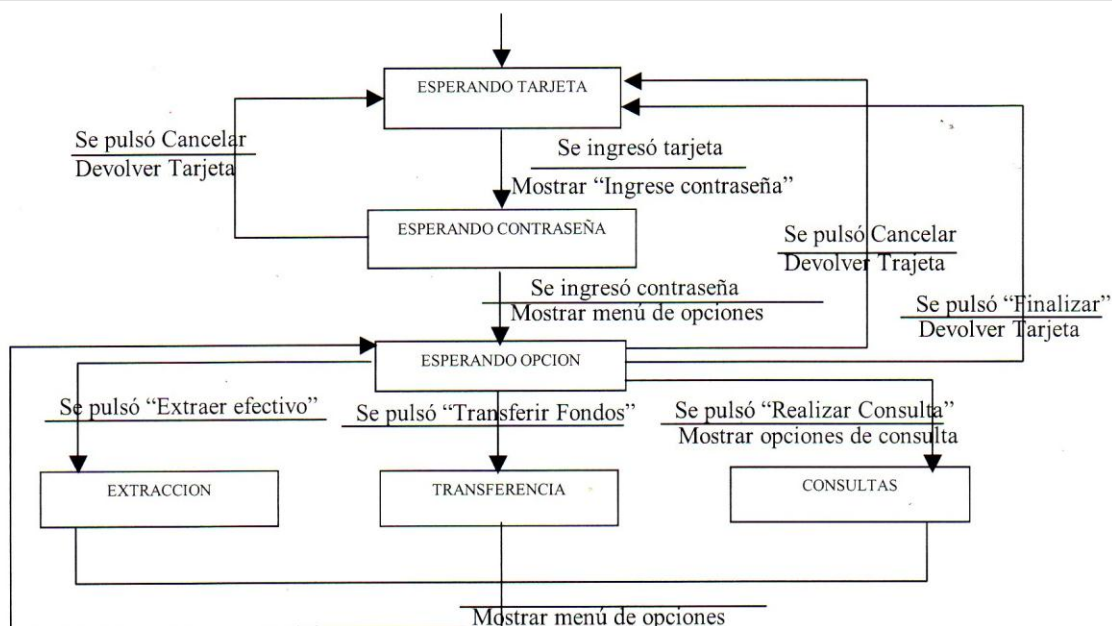 ESPERANDO TARJETA
Se pulsó Cancelar
Devolver Tarjeta
Se ingresó tarjeta
Mostrar “Ingrese contraseña”
ESPERANDO CONTRASEÑA
Se pulsó Cancelar
Devolver Trajeta
Se ingresó contraseña
Mostrar menú de opciones
Se pulsó “Finalizar”
Devolver Tarjeta
ESPERANDO OPCION
Se pulsó “Extraer efectivo”
Se pulsó “Transferir Fondos”
Se pulsó “Realizar Consulta”
Mostrar opciones de consulta
EXTRACCION
TRANSFERENCIA
CONSULTAS
Mostrar menú de opciones